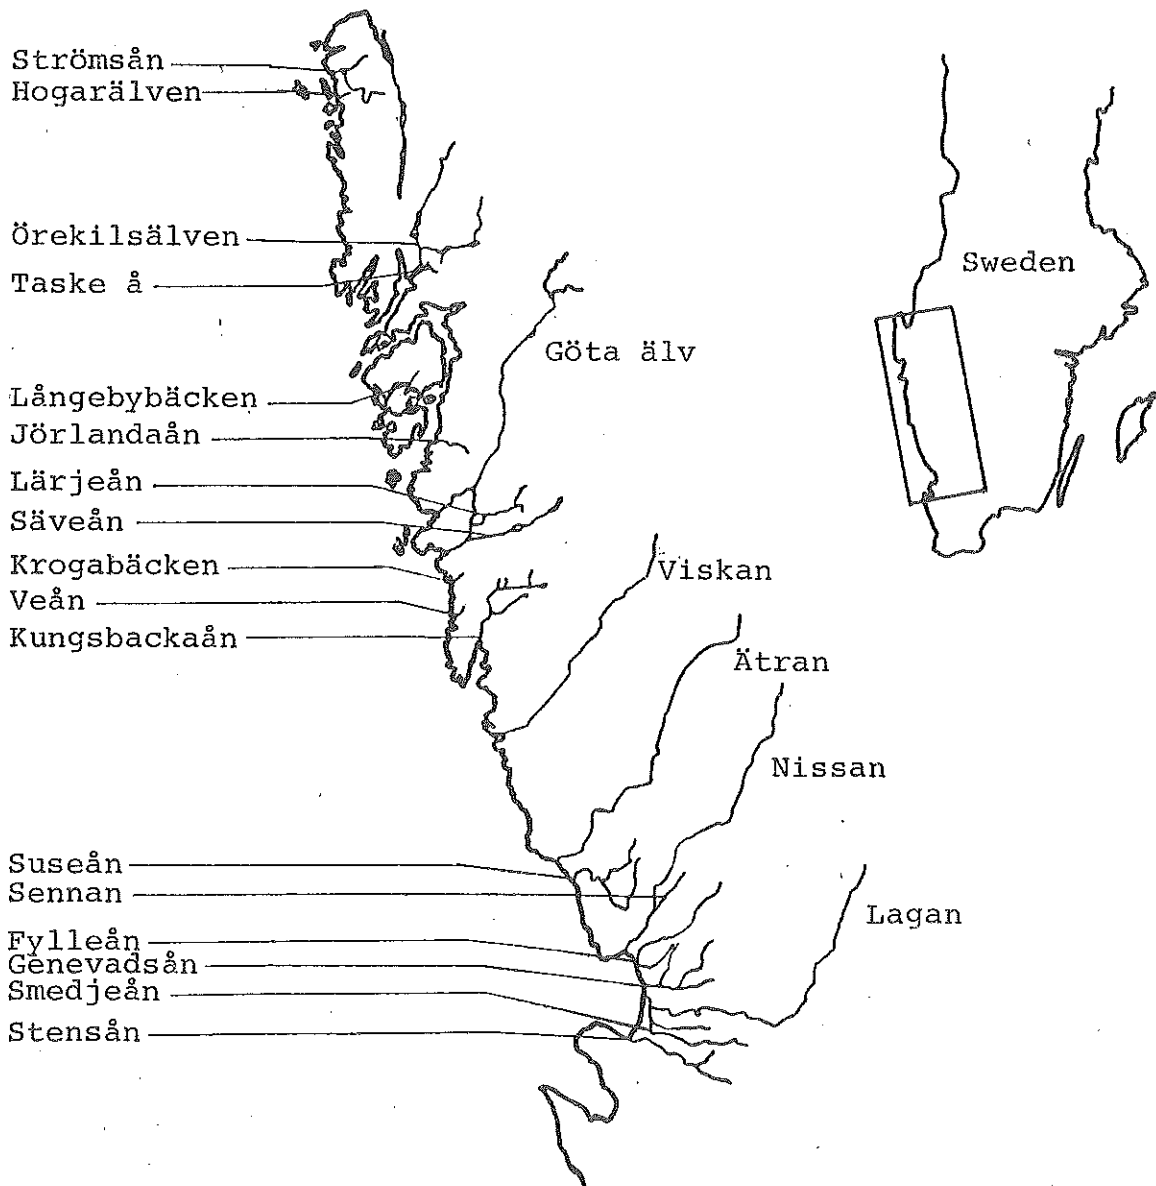 Strömsån
Hogarälven
Örekilsälven
Taske å
Sweden
Göta älv
Långebybäcken
Jörlandaån
Lärjeån
Säveån
Krogabäcken
Viskan
Veån
Kungsbackaån
Ätran
Nissan
Suseån
Sennan
Lagan
Fylleån
Genevadsån
Smedjeån
Stensån